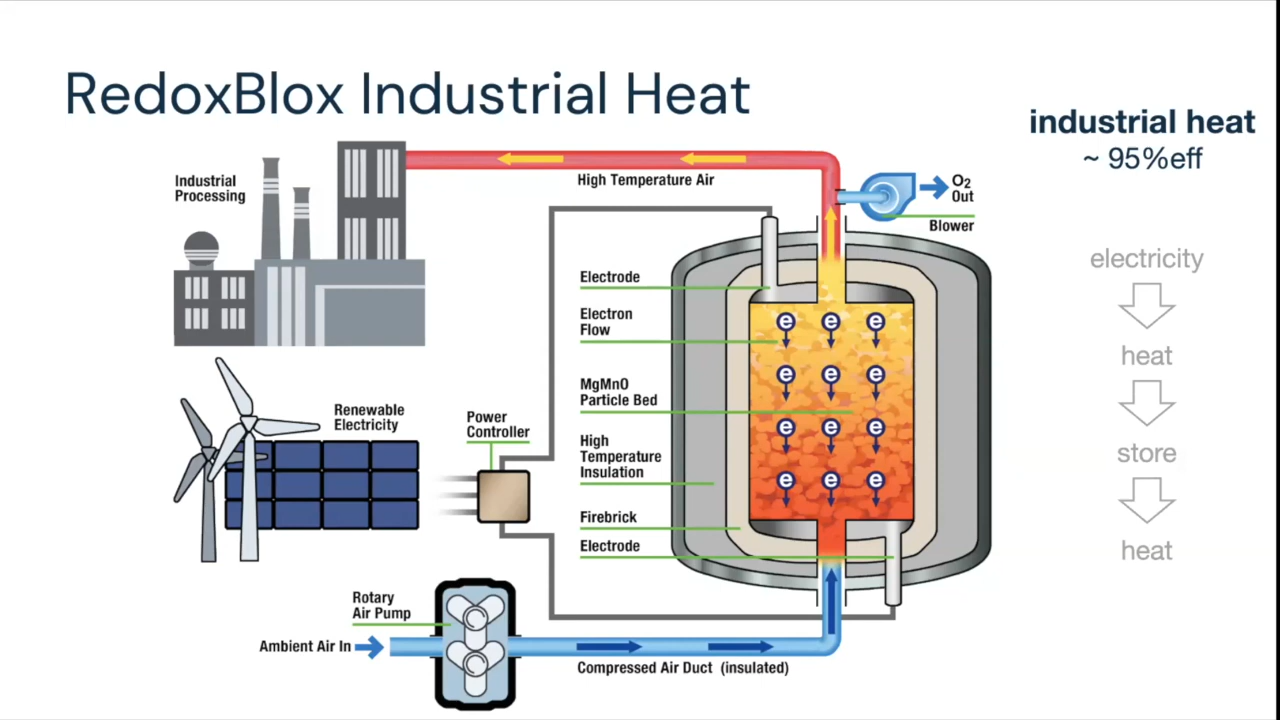 RedoxBlox Industrial Heat
industrial heat
~ 95%eff
Industrial
Processing
High Temperature Air
O2
Out
Blower
electricity
Electrode
Electron
Flow
e e e
heat
MgMnO
Particle Bed
e e e
Renewable
Electricity
Power
Controller
High
Temperature
Insulation
e e e
store
e e e
Firebrick
Electrode
heat
Rotary
Air Pump
Ambient Air In
Compressed Air Duct (insulated)